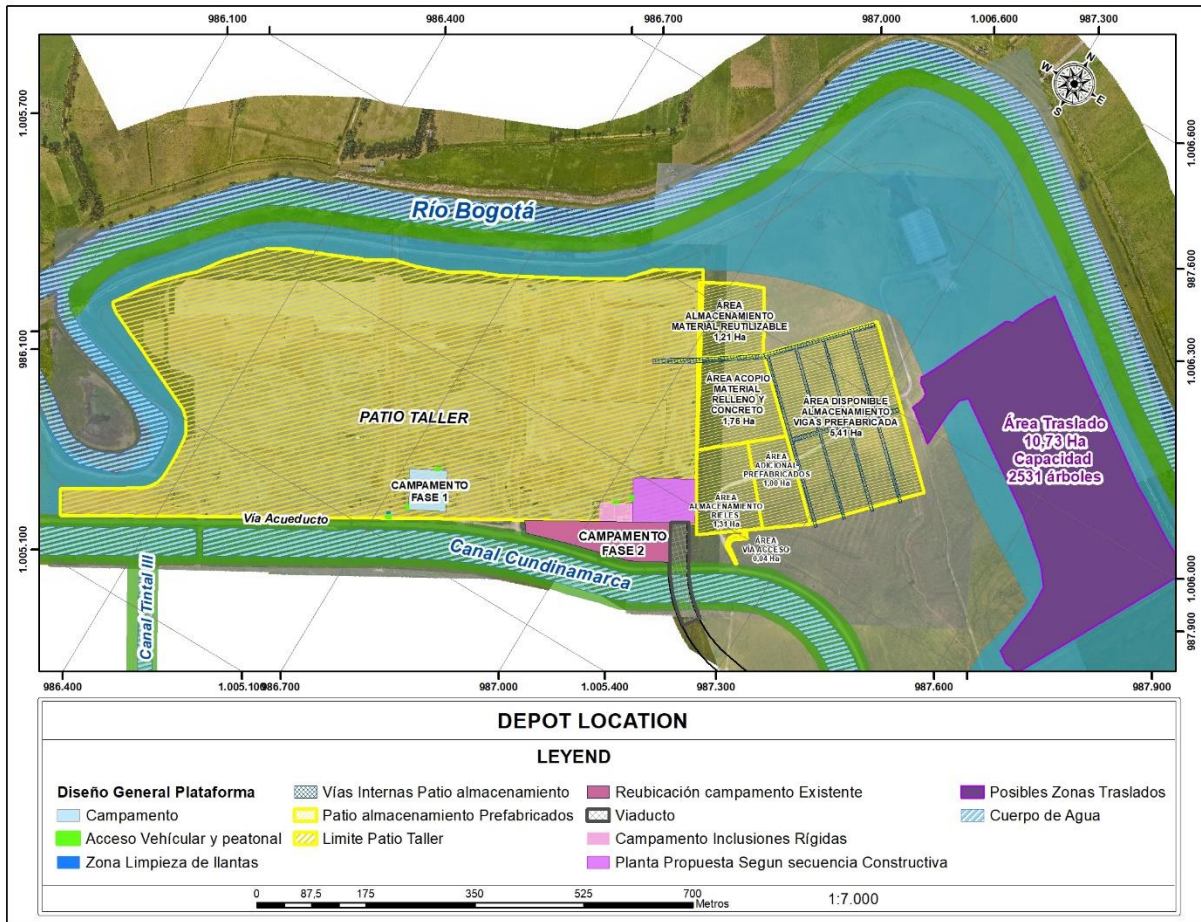 986.100
986.400
986.700
987.000
1.006.600
987.300
1.005.700
986.100
1.005.100
1.006.600
987.600
1.006.300
1.006.000
987.900
N
W
E
S
Río Bogotá
ÁREA
ALMACENAMIENTO
MATERIAL REUTILIZABLE
1,21 Ha
ÁREA ACOPIO
MATERIAL
RELLENO Y
CONCRETO
1,76 Ha
ÁREA DISPONIBLE
ALMACENAMIENTO
VIGAS PREFABRICADA
5,41 Ha
PATIO TALLER
Área Traslado
10,73 Ha
Capacidad
2531 árboles
ÁREA
ADICIONAL
PREFABRICADOS
1,00 Ha
CAMPAMENTO
FASE 1
ÁREA
ALMACENAMIENTO
RIELES
1,31 Ha
Vía Acueducto
CAMPAMENTO
FASE 2
ÁREA
VÍA ACCESO
0,04 Ha
Canal Cundinamarca
Canal Tintal III
986.400
1.005.100
986.700
987.000
1.005.400
987.300
987.600
987.900
DEPOT LOCATION
LEYEND
Diseño General Plataforma
Campamento
Acceso Vehícular y peatonal
Zona Limpieza de llantas
Vías Internas Patio almacenamiento
Patio almacenamiento Prefabricados
Limite Patio Taller
Reubicación campamento Existente
Viaducto
Campamento Inclusiones Rígidas
Planta Propuesta Segun secuencia Constructiva
Posibles Zonas Traslados
Cuerpo de Agua
0 87,5 175 350 525 700
Metros
1:7.000